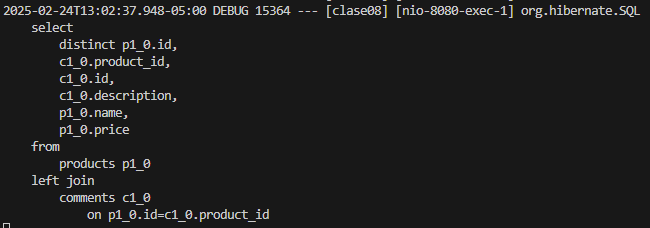 2025-02-24T13:02:37.948-05:00 DEBUG 15364 --- [clase08] [nio-8080-exec-1] org.hibernate.SQL
select
distinct p1_0.id,
c1_0.product_id,
c1_0.id,
c1_0.description,
p1_0.name,
p1_0.price
from
products p1_0
left join
comments c1_0
on p1_0.id=c1_0.product_id